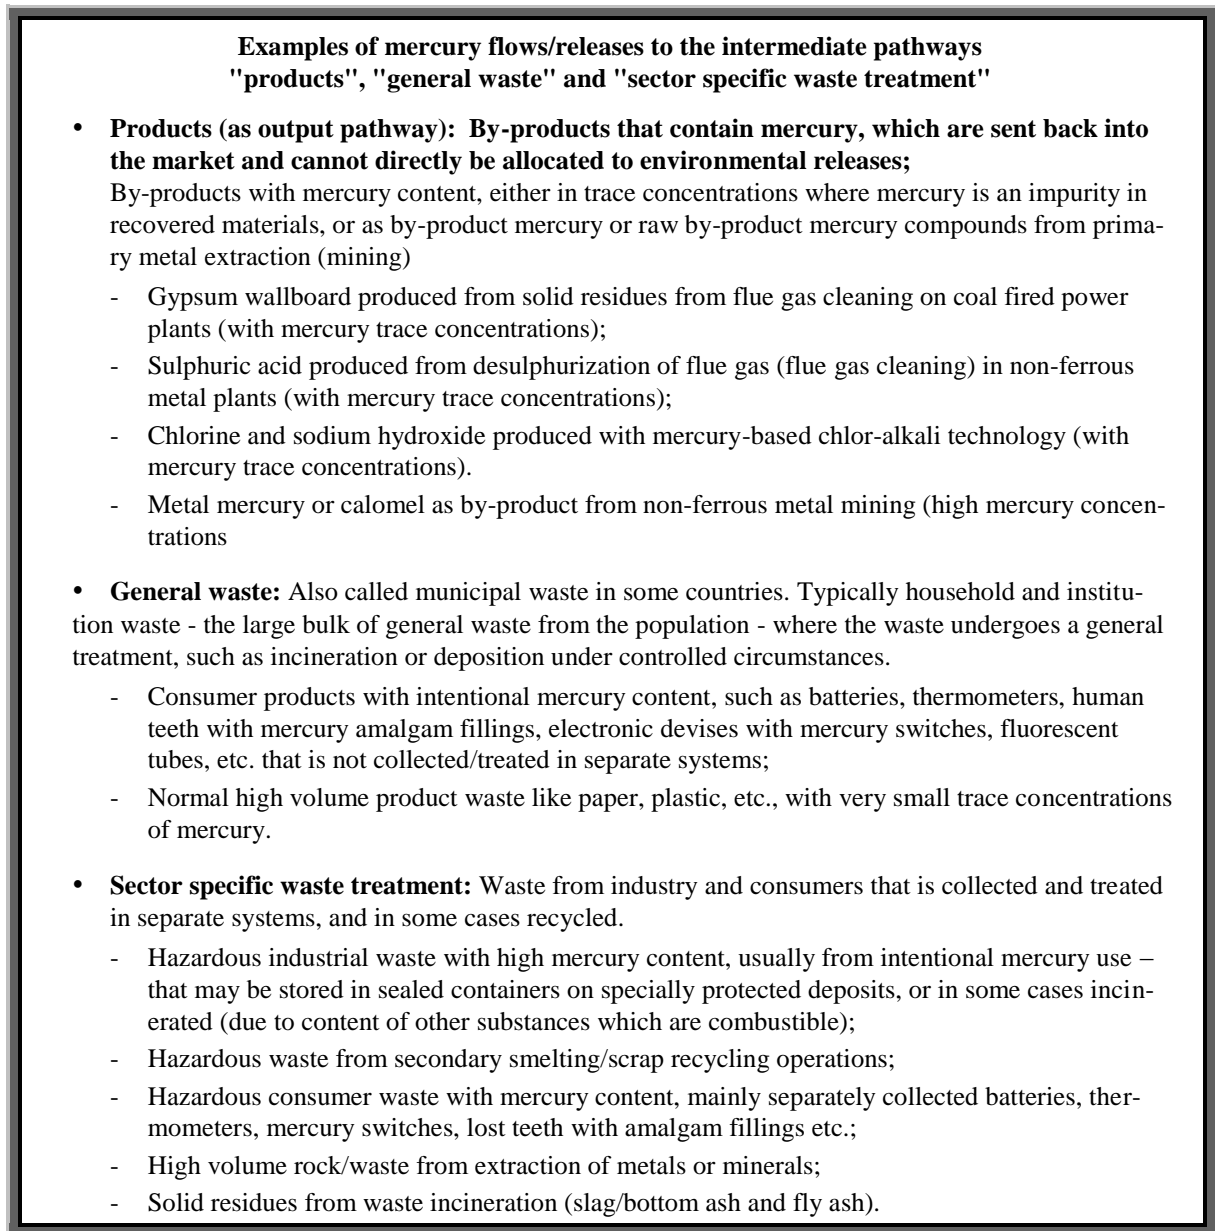 Examples of mercury flows/releases to the intermediate pathways
"products", "general waste" and "sector specific waste treatment"
• Products (as output pathway): By-products that contain mercury, which are sent back into
the market and cannot directly be allocated to environmental releases;
By-products with mercury content, either in trace concentrations where mercury is an impurity in
recovered materials, or as by-product mercury or raw by-product mercury compounds from prima-
ry metal extraction (mining)
- Gypsum wallboard produced from solid residues from flue gas cleaning on coal fired power
plants (with mercury trace concentrations);
- Sulphuric acid produced from desulphurization of flue gas (flue gas cleaning) in non-ferrous
metal plants (with mercury trace concentrations);
- Chlorine and sodium hydroxide produced with mercury-based chlor-alkali technology (with
mercury trace concentrations).
- Metal mercury or calomel as by-product from non-ferrous metal mining (high mercury concen-
trations
• General waste: Also called municipal waste in some countries. Typically household and institu-
tion waste - the large bulk of general waste from the population - where the waste undergoes a general
treatment, such as incineration or deposition under controlled circumstances.
- Consumer products with intentional mercury content, such as batteries, thermometers, human
teeth with mercury amalgam fillings, electronic devises with mercury switches, fluorescent
tubes, etc. that is not collected/treated in separate systems;
- Normal high volume product waste like paper, plastic, etc., with very small trace concentrations
of mercury.
• Sector specific waste treatment: Waste from industry and consumers that is collected and treated
in separate systems, and in some cases recycled.
- Hazardous industrial waste with high mercury content, usually from intentional mercury use –
that may be stored in sealed containers on specially protected deposits, or in some cases incin-
erated (due to content of other substances which are combustible);
- Hazardous waste from secondary smelting/scrap recycling operations;
- Hazardous consumer waste with mercury content, mainly separately collected batteries, ther-
mometers, mercury switches, lost teeth with amalgam fillings etc.;
- High volume rock/waste from extraction of metals or minerals;
- Solid residues from waste incineration (slag/bottom ash and fly ash).